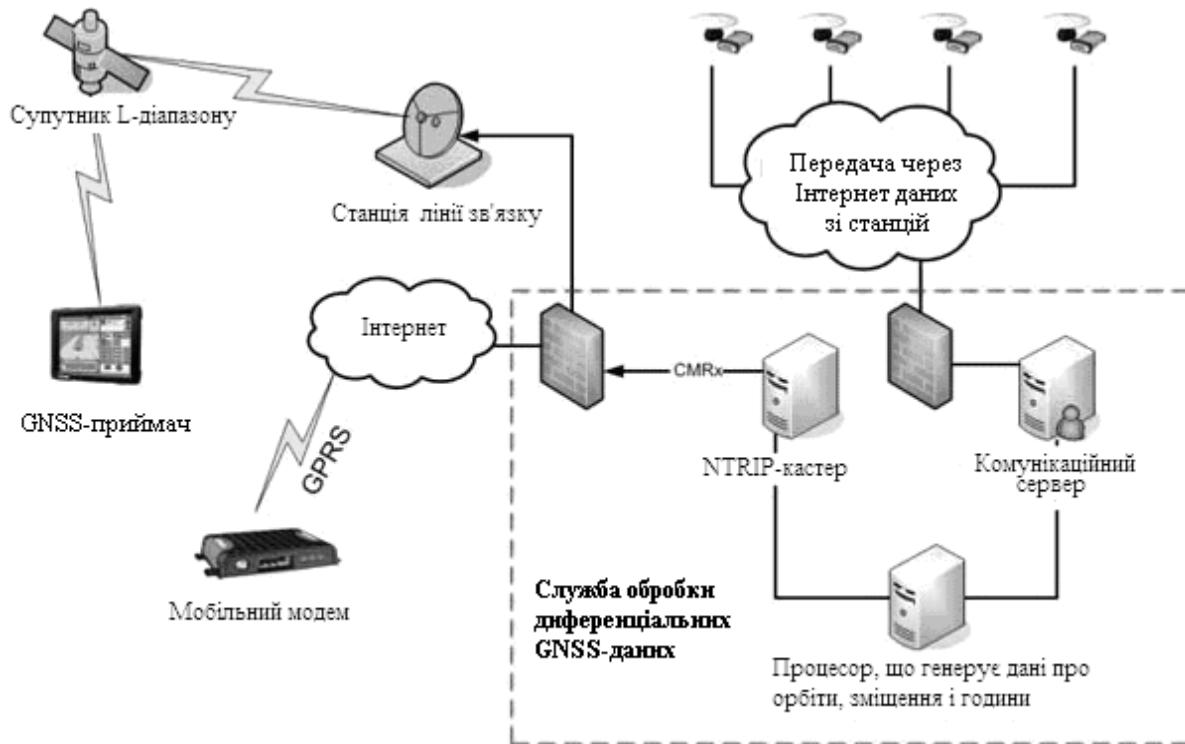 Супутник L-діапазону
Станція лінії зв'язку
Передача через
Інтернет даних
зі станцій
Інтернет
CMRx
GNSS-приймач
GPRS
NTRIP-кастер
Комунікаційний
сервер
Мобільний модем
Служба обробки
диференціальних
GNSS-даних
Процесор, що генерує дані про
орбіти, зміщення і години